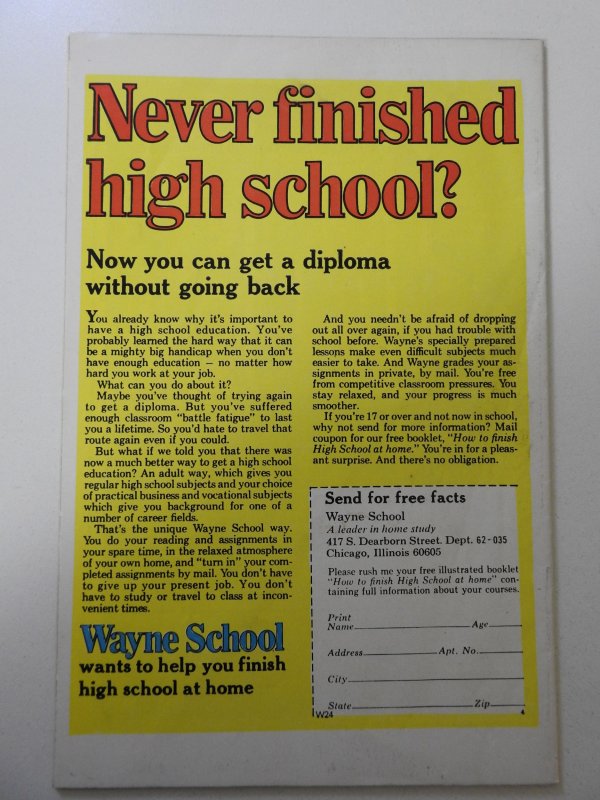 Never finished
high school?
Now you can get a diploma
without going back
You already know why it's important to
have a high school education. You've
probably learned the hard way that it can
be a mighty big handicap when you don't
have enough education — no matter how
hard you work at your job.
What can you do about it?
Maybe you've thought of trying again
to get a diploma. But you've suffered
enough classroom "battle fatigue" to last
you a lifetime. So you'd hate to travel that
route again even if you could.
But what if we told you that there was
now a much better way to get a high school
education? An adult way, which gives you
regular high school subjects and your choice
of practical business and vocational subjects
which give you background for one of a
number of career fields.
That's the unique Wayne School way.
You do your reading and assignments in
your spare time, in the relaxed atmosphere
of your own home, and "turn in" your com-
pleted assignments by mail. You don't have
to give up your present job. You don't
have to study or travel to class at incon-
venient times.
Wayne School
wants to help you finish
high school at home
And you needn't be afraid of dropping
out all over again, if you had trouble with
school before. Wayne's specially prepared
lessons make even difficult subjects much
easier to take. And Wayne grades your as-
signments in private, by mail. You're free
from competitive classroom pressures. You
stay relaxed, and your progress is much
smoother.
If you're 17 or over and not now in school,
why not send for more information? Mail
coupon for our free booklet, "How to finish
High School at home." You're in for a pleas-
ant surprise. And there's no obligation.
Send for free facts
Wayne School
A leader in home study
417 S. Dearborn Street. Dept. 62-035
Chicago, Illinois 60605
Please rush me your free illustrated booklet
"How to finish High School at home" con-
taining full information about your courses.
Print
Name Age
Address Apt. No.
City
State Zip
W24 4